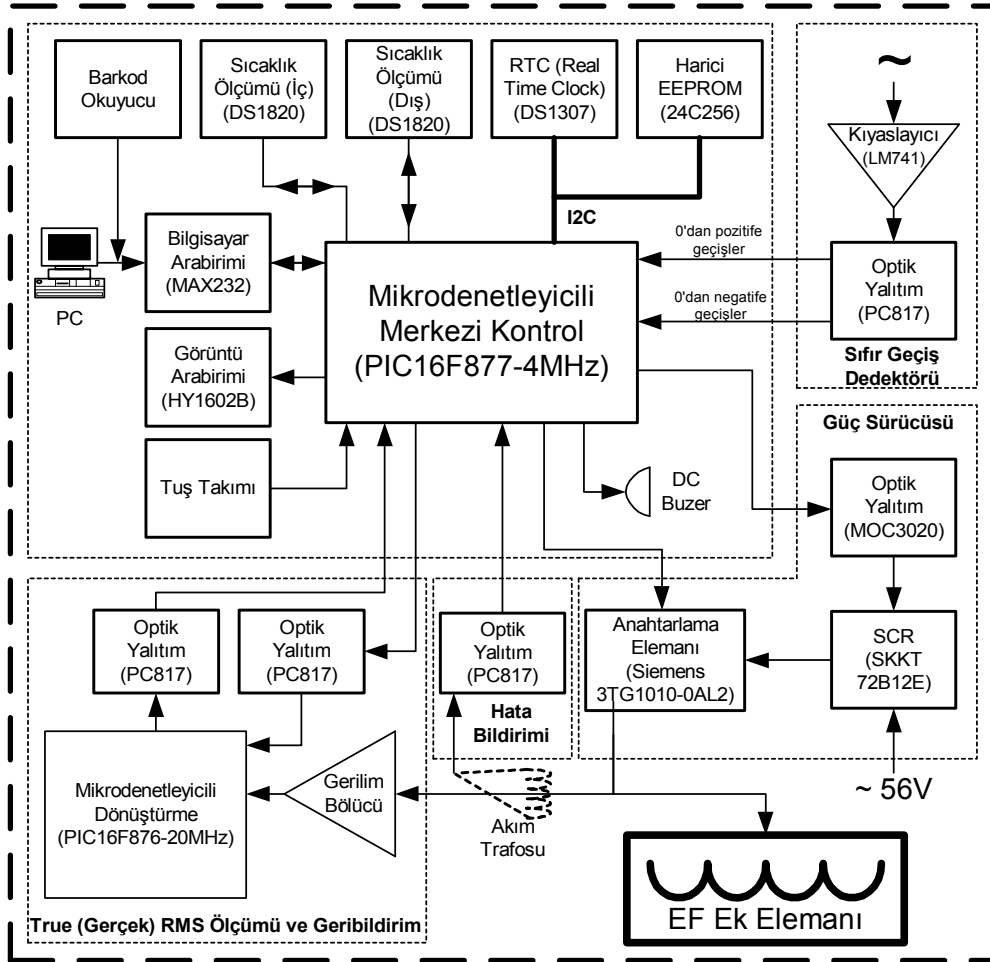 Barkod
Okuyucu
Sıcaklık
Ölçümü (İç)
(DS1820)
Sıcaklık
Ölçümü
(Dış)
(DS1820)
RTC (Real
Time Clock)
(DS1307)
Harici
EEPROM
(24C256)
~
Kıyaslayıcı
(LM741)
I2C
PC
Bilgisayar
Arabirimi
(MAX232)
Mikrodenetleyicili
Merkezi Kontrol
(PIC16F877-4MHz)
0'dan pozitife
geçişler
0'dan negatife
geçişler
Optik
Yalıtım
(PC817)
Sıfır Geçiş
Dedektörü
Görüntü
Arabirimi
(HY1602B)
Tuş Takımı
DC
Buzer
Güç Sürücüsü
Optik
Yalıtım
(MOC3020)
Optik
Yalıtım
(PC817)
Optik
Yalıtım
(PC817)
Optik
Yalıtım
(PC817)
Hata
Bildirimi
Anahtarlama
Elemanı
(Siemens
3TG1010-0AL2)
SCR
(SKKT
72B12E)
~ 56V
Mikrodenetleyicili
Dönüştürme
(PIC16F876-20MHz)
Gerilim
Bölücü
Akım
Trafosu
EF Ek Elemanı
True (Gerçek) RMS Ölçümü ve Geribildirim